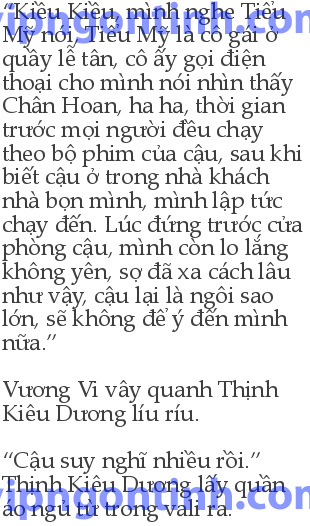 “Kiều Kiều, mình nghe Tiểu
Mỹ nói, Tiểu Mỹ là cô gái ở
quầy lễ tân, cô ấy gọi điện
thoại cho mình nói nhìn thấy
Chân Hoan, ha ha, thời gian
trước mọi người đều chạy
theo bộ phim của cậu, sau khi
biết cậu ở trong nhà khách
nhà bọn mình, mình lập tức
chạy đến. Lúc đứng trước cửa
phòng cậu, mình còn lo lắng
không yên, sợ đã xa cách lâu
như vậy, cậu lại là ngôi sao
lớn, sẽ không để ý đến mình
nữa.”
Vương Vi vây quanh Thịnh
Kiêu Dương líu ríu.
“Cậu suy nghĩ nhiều rồi.”
Thịnh Kiêu Dương lấy quần
áo ngủ từ trong vali ra.
vipngontinh.com
vipngontinh.com